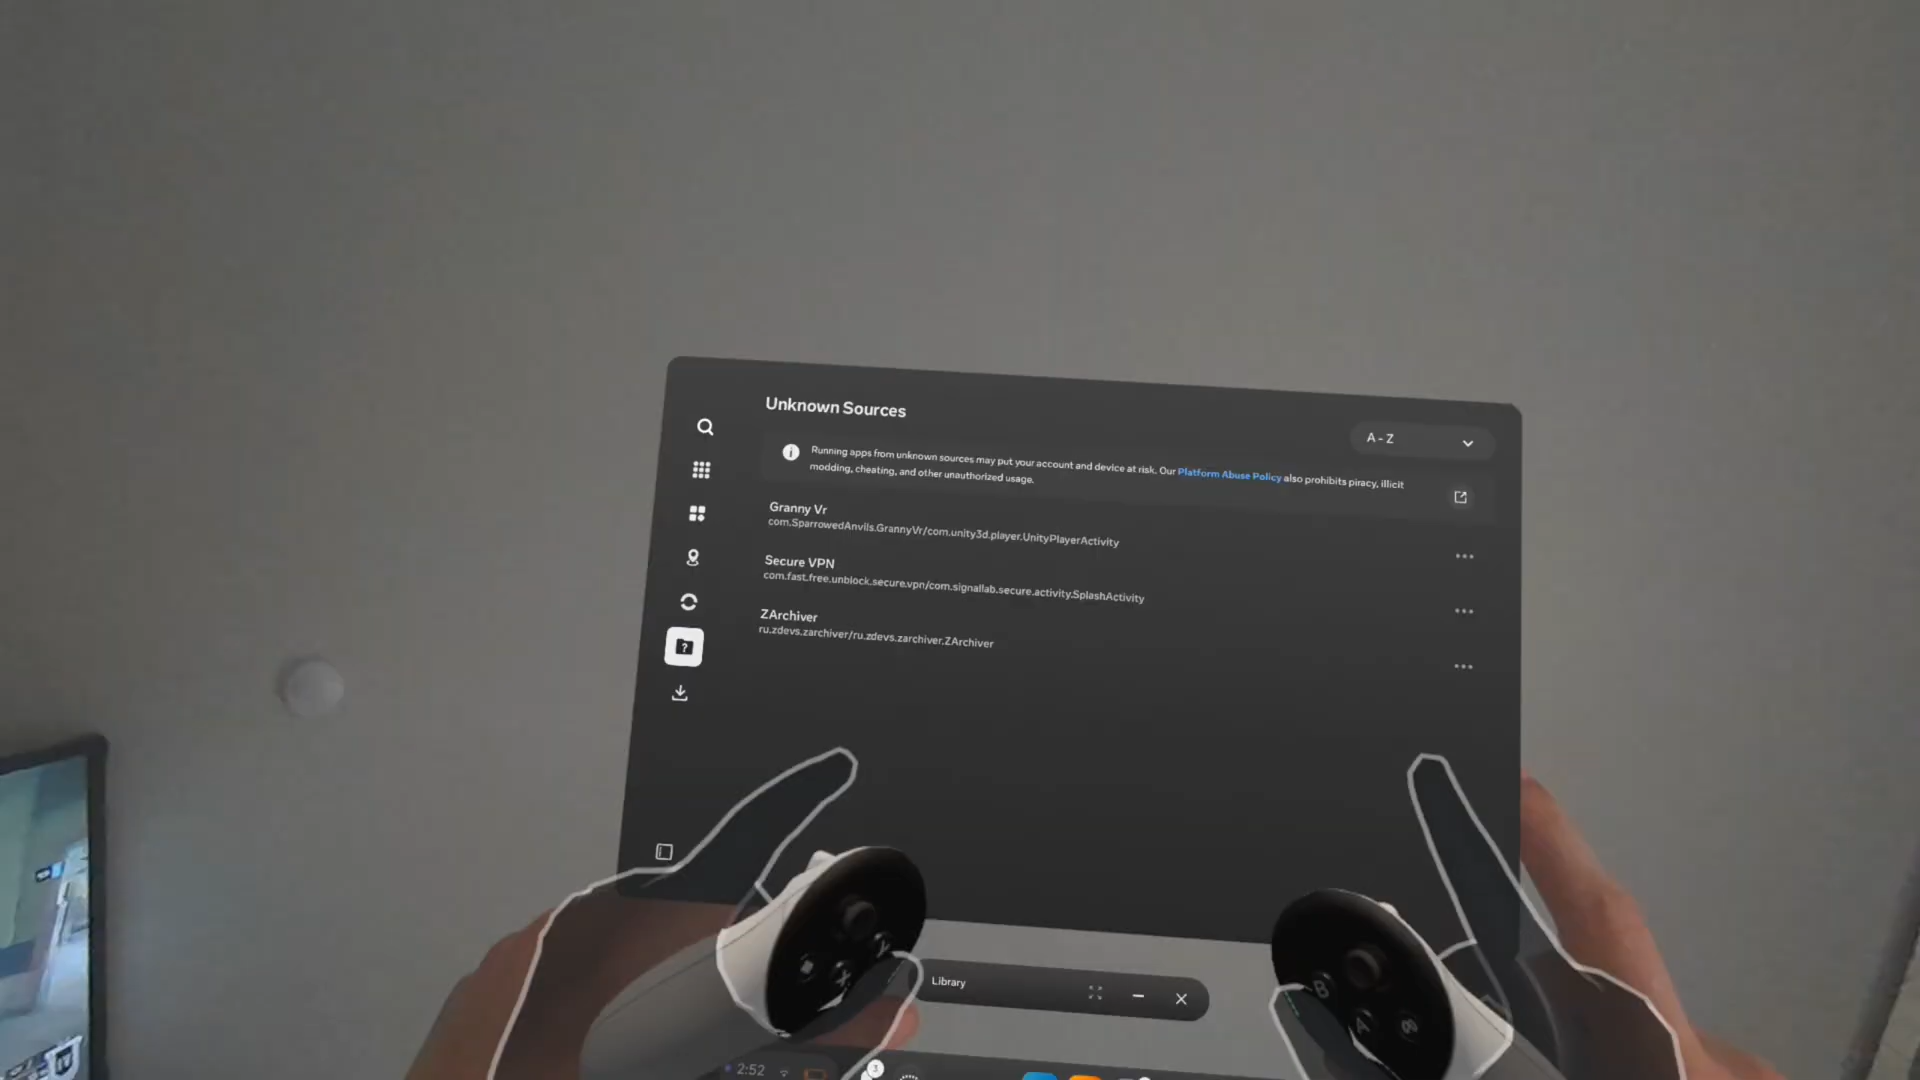 Unknown Sources
A - Z
Running apps from unknown sources may put your account and device at risk. Our Platform Abuse Policy also prohibits piracy, illicit
modding, cheating, and other unauthorized usage.
Granny Vr
com.SparrowedAnvils.GrannyVr/com.unity3d.player.UnityPlayerActivity
Secure VPN
com.fast.free.unblock.secure.vpn/com.signallab.secure.activity.SplashActivity
ZArchiver
ru.zdevs.zarchiver/ru.zdevs.zarchiver.ZArchiver
Library
Y
X
B
A
2:52
3